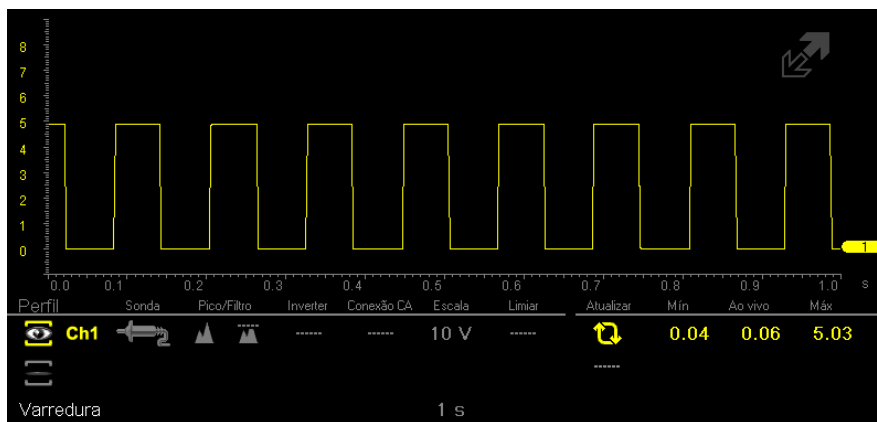 8
7
6
5
4
3
2
1
0
1
0.0 0.1 0.2 0.3 0.4 0.5 0.6 0.7 0.8 0.9 1.0 s
Perfil Sonda Pico/Filtro Inverter Conexão CA Escala Limiar Atualizar Mín Ao vivo Máx
Ch1 ------ ------ 10 V ------ 0.04 0.06 5.03
------
Varredura 1 s